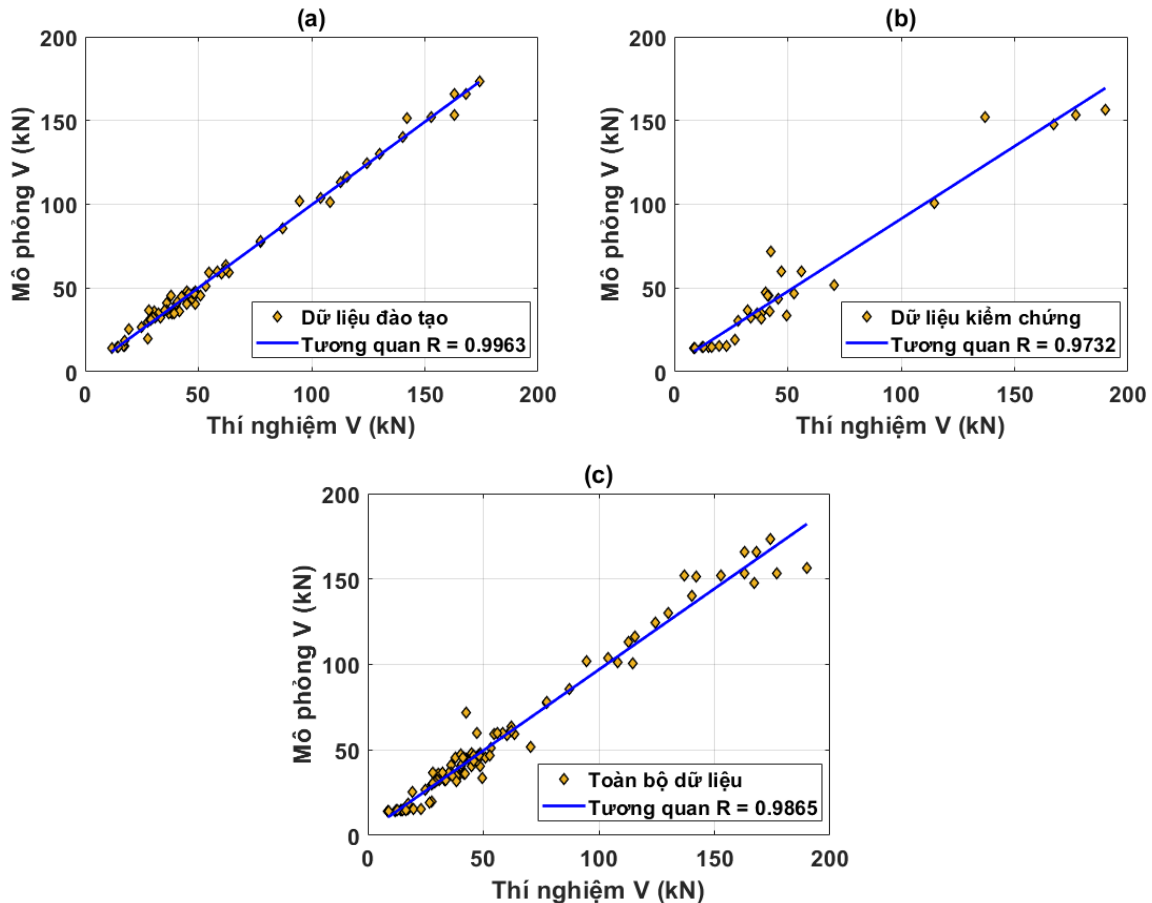 (a)
200
150
100
50
0
0 50 100 150 200
Mô phỏng V (kN)
Thí nghiệm V (kN)
Dữ liệu đào tạo
Tương quan R = 0.9963
(b)
200
150
100
50
0
0 50 100 150 200
Mô phỏng V (kN)
Thí nghiệm V (kN)
Dữ liệu kiểm chứng
Tương quan R = 0.9732
(c)
200
150
100
50
0
0 50 100 150 200
Mô phỏng V (kN)
Thí nghiệm V (kN)
Toàn bộ dữ liệu
Tương quan R = 0.9865